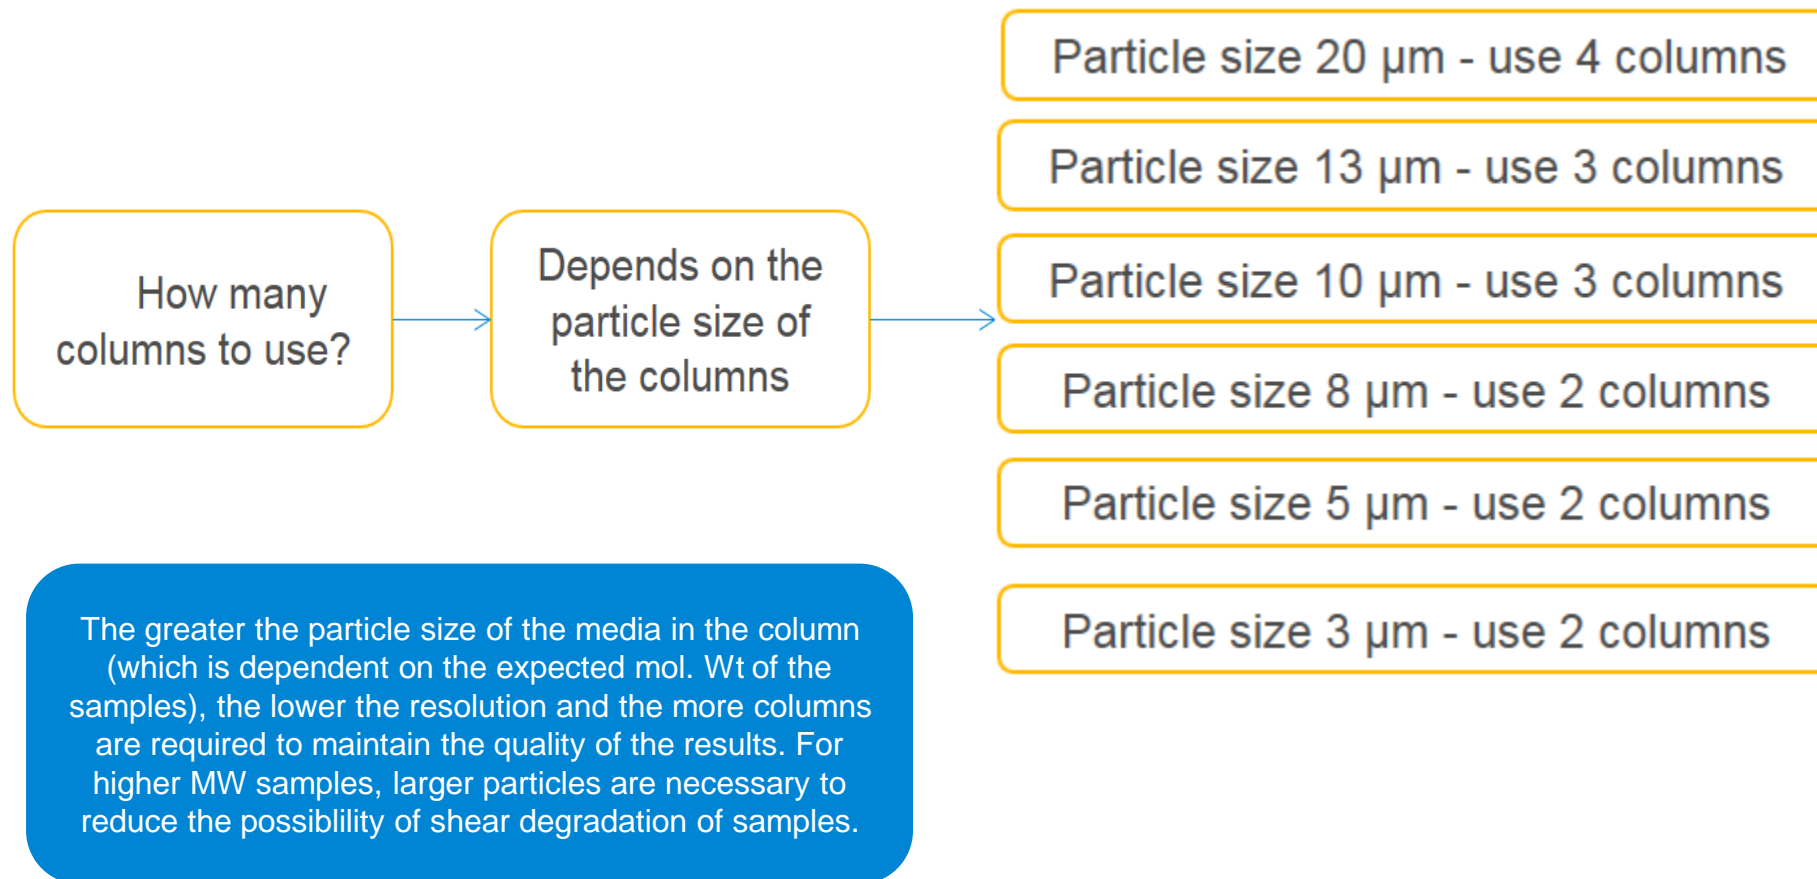 How many
columns to use?
Depends on the
particle size of
the columns
Particle size 20 µm - use 4 columns
Particle size 13 µm - use 3 columns
Particle size 10 µm - use 3 columns
Particle size 8 µm - use 2 columns
Particle size 5 µm - use 2 columns
Particle size 3 µm - use 2 columns
The greater the particle size of the media in the column
(which is dependent on the expected mol. Wt of the
samples), the lower the resolution and the more columns
are required to maintain the quality of the results. For
higher MW samples, larger particles are necessary to
reduce the possiblility of shear degradation of samples.